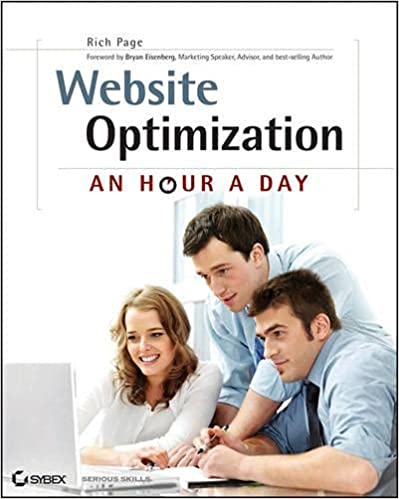 Rich Page
Foreword by Bryan Eisenberg, Marketing Speaker, Advisor, and best-selling Author
Website
Optimization
AN HOUR A DAY
SYBEX
SERIOUS SKILLS.